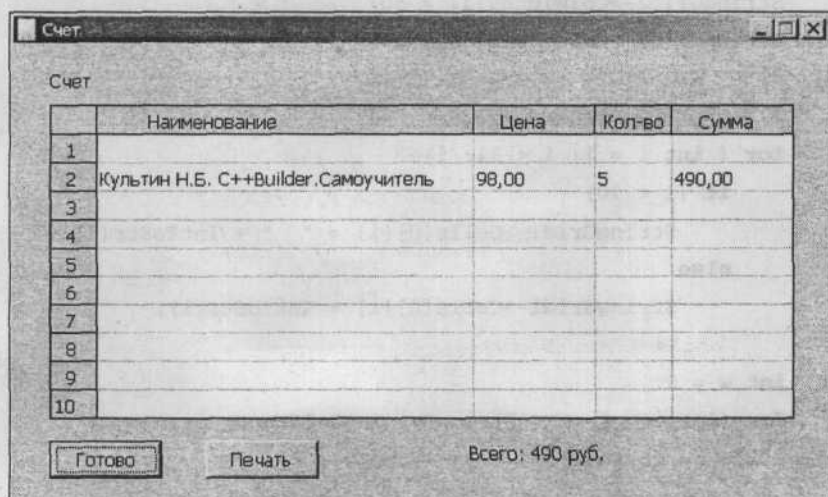 Счет
Счет
Наименование Цена Кол-во Сумма
1
2 Культин Н.Б. C++Builder.Самоучитель 98,00 5 490,00
3
4
5
6
7
8
9
10
Готово Печать Всего: 490 руб.